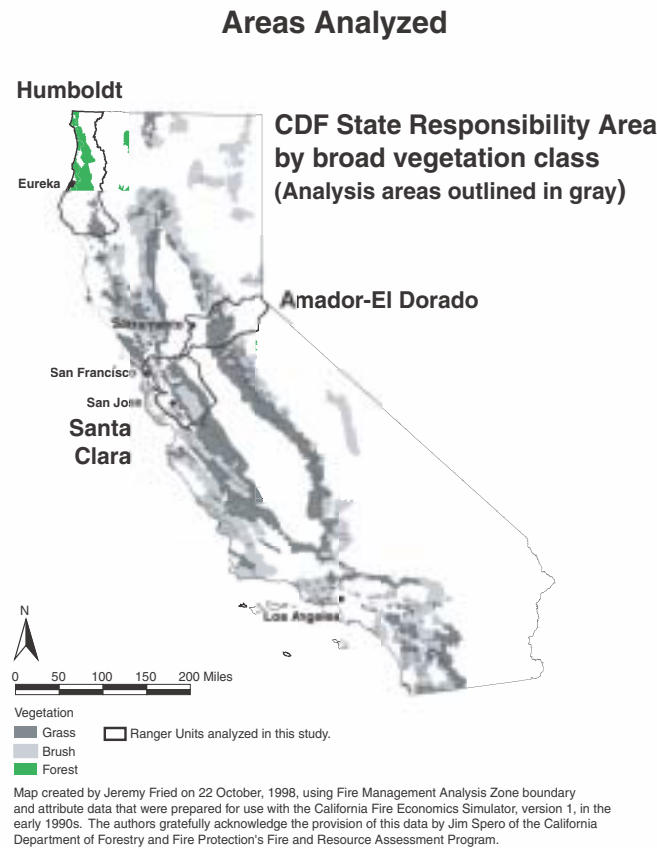 Areas Analyzed
Humboldt
CDF State Responsibility Area
by broad vegetation class
(Analysis areas outlined in gray)
Eureka
Amador-El Dorado
Sacramento
San Francisco
San Jose
Santa
Clara
Los Angeles
N
0 50 100 150 200 Miles
Vegetation
Grass
Ranger Units analyzed in this study.
Brush
Forest
Map created by Jeremy Fried on 22 October, 1998, using Fire Management Analysis Zone boundary
and attribute data that were prepared for use with the California Fire Economics Simulator, version 1, in the
early 1990s. The authors gratefully acknowledge the provision of this data by Jim Spero of the California
Department of Forestry and Fire Protection's Fire and Resource Assessment Program.